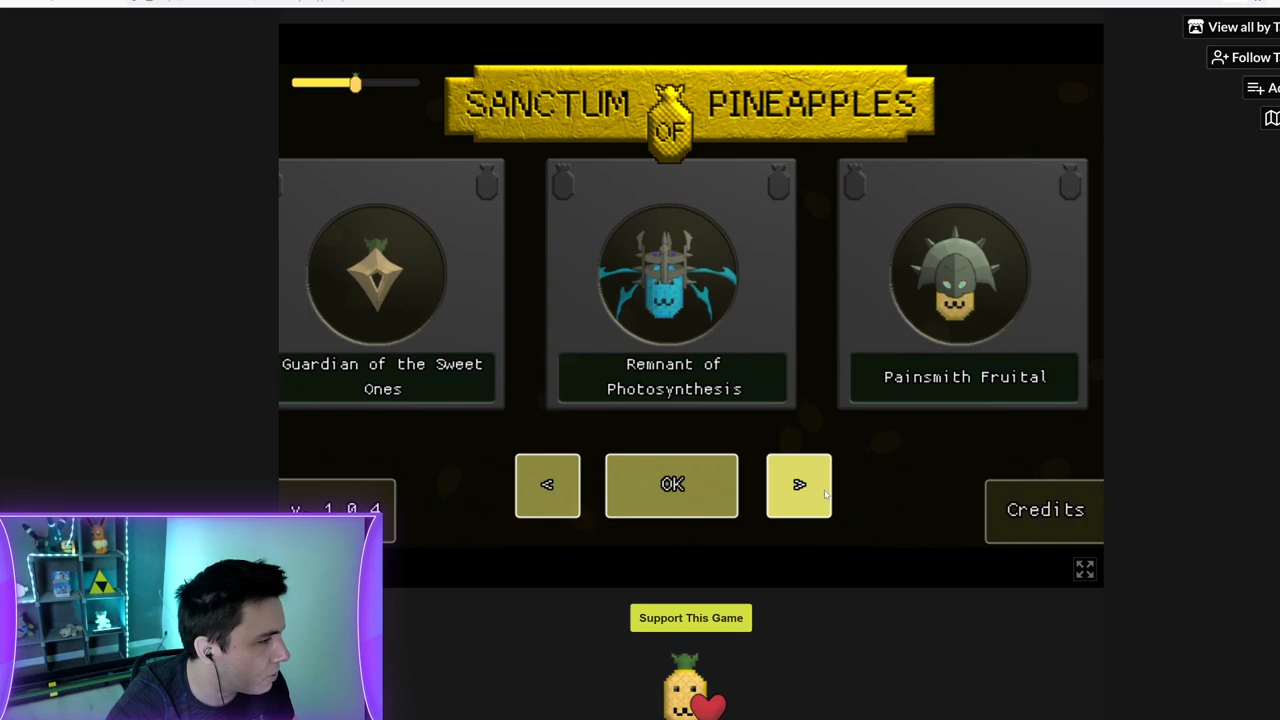 View all by T
Follow T
SANCTUM OF PINEAPPLES
Guardian of the Sweet
Ones
Remnant of
Photosynthesis
Painsmith Fruital
<
OK
>
v. 1.0.4
Credits
Support This Game